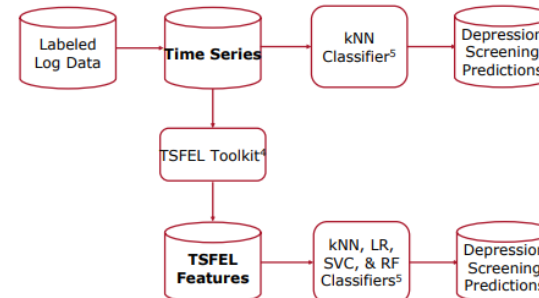 Labeled
Log Data
Time Series
kNN
Classifier⁵
Depression
Screening
Predictions
TSFEL Toolkit⁴
TSFEL
Features
kNN, LR,
SVC, & RF
Classifiers⁵
Depression
Screening
Predictions